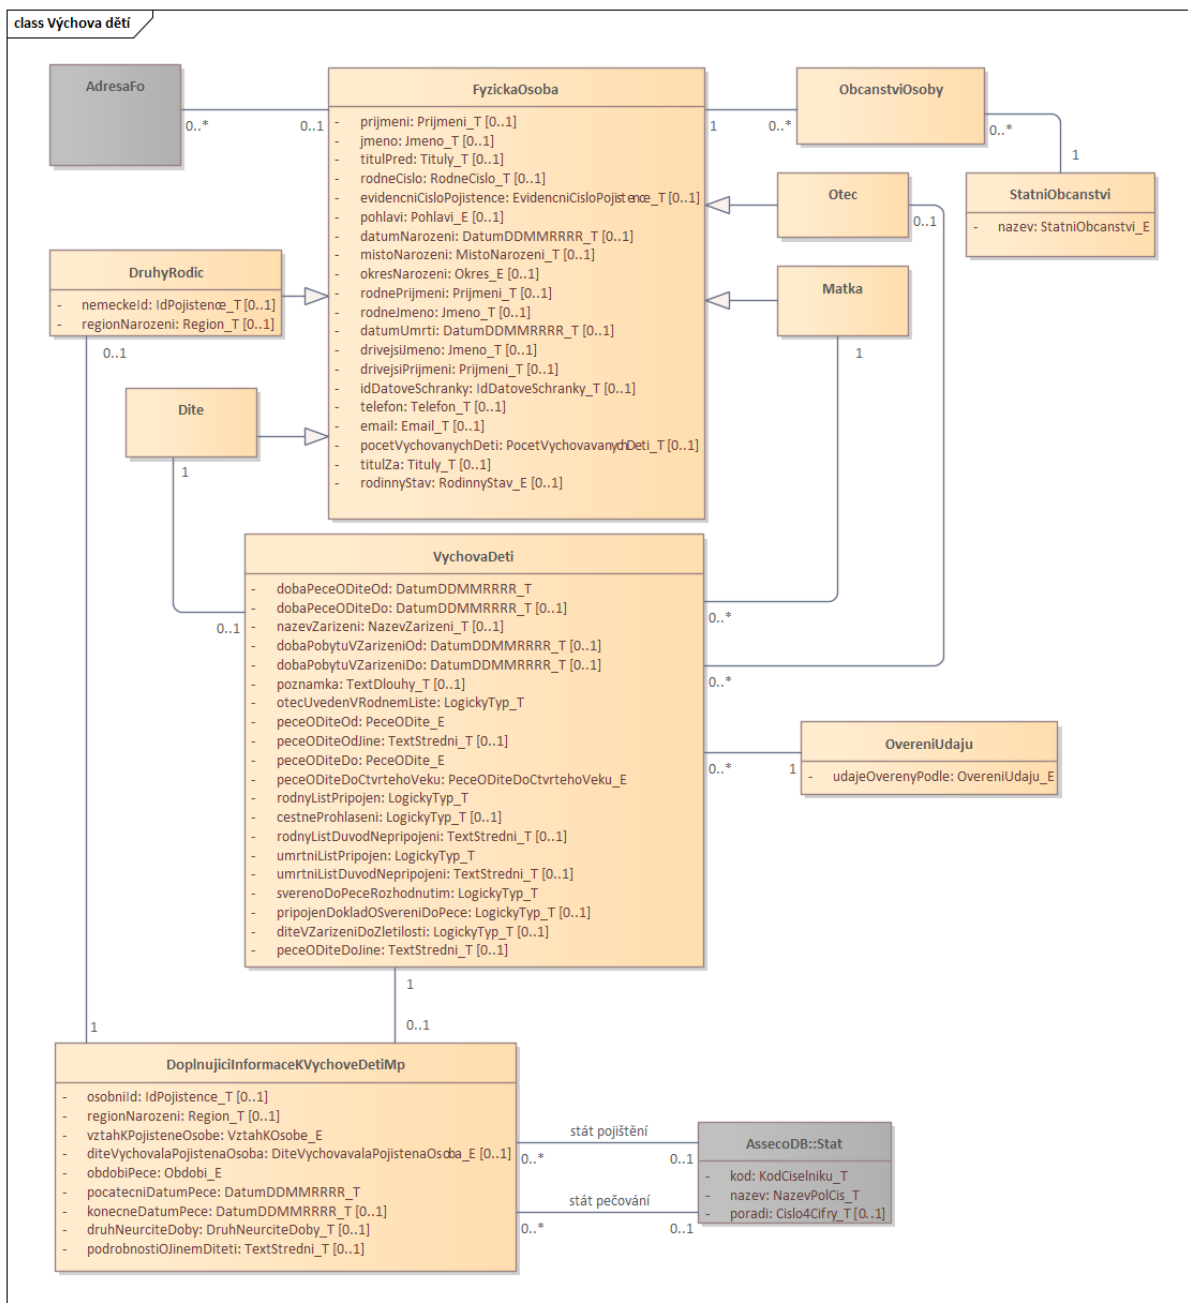 class Výchova dětí
AdresaFo
0..*
0..1
FyzickaOsoba
- prijmeni: Prijmeni_T [0..1]
- jmeno: Jmeno_T [0..1]
- titulPred: Tituly_T [0..1]
- rodneCislo: RodneCislo_T [0..1]
- evidencniCisloPojistence: EvidencniCisloPojistence_T [0..1]
- pohlavi: Pohlavi_E [0..1]
- datumNarozeni: DatumDDMMRRRR_T [0..1]
- mistoNarozeni: MistoNarozeni_T [0..1]
- okresNarozeni: Okres_E [0..1]
- rodnePrijmeni: Prijmeni_T [0..1]
- rodneJmeno: Jmeno_T [0..1]
- datumUmrti: DatumDDMMRRRR_T [0..1]
- drivejsiJmeno: Jmeno_T [0..1]
- drivejsiPrijmeni: Prijmeni_T [0..1]
- idDatoveSchranky: IdDatoveSchranky_T [0..1]
- telefon: Telefon_T [0..1]
- email: Email_T [0..1]
- pocetVychovanychDeti: PocetVychovavanychDeti_T [0..1]
- titulZa: Tituly_T [0..1]
- rodinnyStav: RodinnyStav_E [0..1]
1
0..*
ObcanstviOsoby
0..*
1
StatniObcanstvi
- nazev: StatniObcanstvi_E
Otec
0..1
Matka
1
DruhyRodic
- nemeckeId: IdPojistence_T [0..1]
- regionNarozeni: Region_T [0..1]
0..1
Dite
1
0..1
VychovaDeti
- dobaPeceODiteOd: DatumDDMMRRRR_T
- dobaPeceODiteDo: DatumDDMMRRRR_T [0..1]
- nazevZarizeni: NazevZarizeni_T [0..1]
- dobaPobytuVZarizeniOd: DatumDDMMRRRR_T [0..1]
- dobaPobytuVZarizeniDo: DatumDDMMRRRR_T [0..1]
- poznamka: TextDlouhy_T [0..1]
- otecUvedenVRodnemListe: LogickyTyp_T
- peceODiteOd: PeceODite_E
- peceODiteOdJine: TextStredni_T [0..1]
- peceODiteDo: PeceODite_E
- peceODiteDoCtvrtehoVeku: PeceODiteDoCtvrtehoVeku_E
- rodnyListPripojen: LogickyTyp_T
- cestneProhlaseni: LogickyTyp_T [0..1]
- rodnyListDuvodNepripojeni: TextStredni_T [0..1]
- umrtniListPripojen: LogickyTyp_T
- umrtniListDuvodNepripojeni: TextStredni_T [0..1]
- sverenoDoPeceRozhodnutim: LogickyTyp_T
- pripojenDokladOSvereniDoPece: LogickyTyp_T [0..1]
- diteVZarizeniDoZletilosti: LogickyTyp_T [0..1]
- peceODiteDoJine: TextStredni_T [0..1]
0..*
0..*
0..*
1
OvereniUdaju
- udajeOverenyPodle: OvereniUdaju_E
1
0..1
1
DoplnujiciInformaceKVychoveDetiMp
- osobniId: IdPojistence_T [0..1]
- regionNarozeni: Region_T [0..1]
- vztahKPojisteneOsobe: VztahKOsobe_E
- diteVychovalaPojistenaOsoba: DiteVychovavalaPojistenaOsoba_E [0..1]
- obdobiPece: Obdobi_E
- pocatecniDatumPece: DatumDDMMRRRR_T
- konecneDatumPece: DatumDDMMRRRR_T [0..1]
- druhNeurciteDoby: DruhNeurciteDoby_T [0..1]
- podrobnostiOJinemDiteti: TextStredni_T [0..1]
stát pojištění
0..*
0..1
stát pečování
0..*
0..1
AssecoDB::Stat
- kod: KodCiselniku_T
- nazev: NazevPolCis_T
- poradi: Cislo4Cifry_T [0..1]